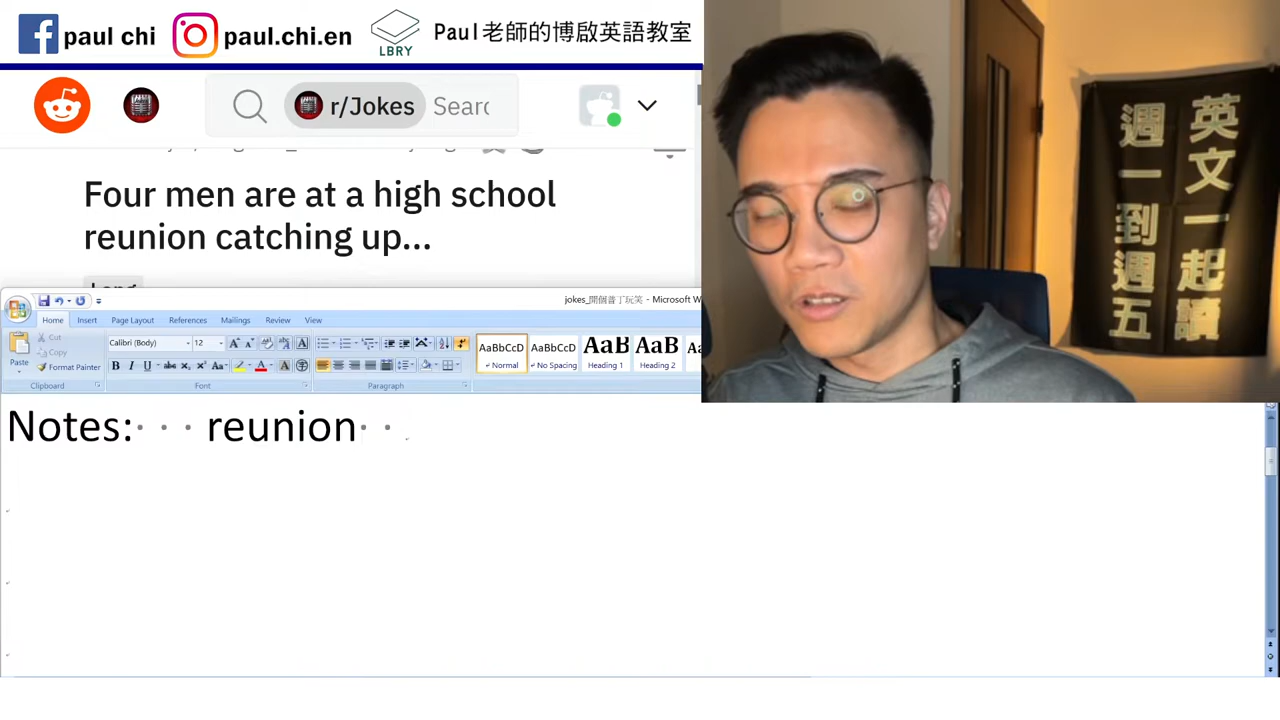 paul chi
paul.chi.en
LBRY
Paul老師的博啟英語教室
r/Jokes
Four men are at a high school
reunion catching up...
Long
jokes_開個普丁玩笑 - Microsoft W
Home Insert Page Layout References Mailings Review View
Cut
Copy
Format Painter
Paste
Clipboard
Calibri (Body) 12
Font
Paragraph
AaBbCcD AaBbCcD AaB AaB Aa
Normal No Spacing Heading 1 Heading 2
Notes: reunion
英文一起讀
週一到週五